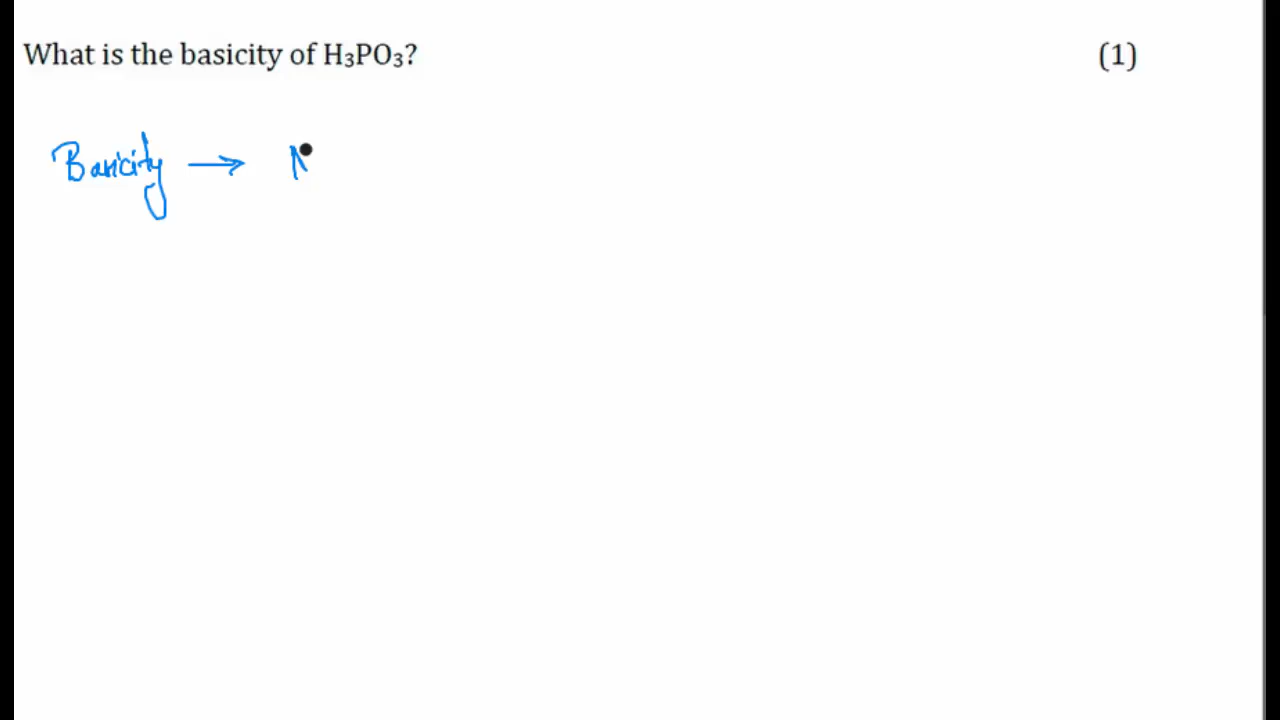 What is the basicity of H₃PO₃? (1)
Basicity → N